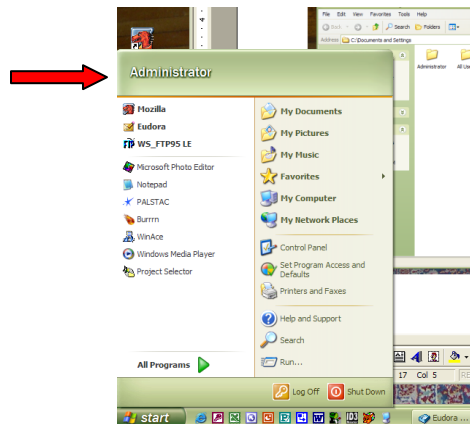 File Edit View Favorites Tools Help
Back Search Folders
Address C:\Documents and Settings
Administrator All Use
Administrator
Mozilla
Eudora
WS_FTP95 LE
Microsoft Photo Editor
Notepad
PALSTAC
Burrrn
WinAce
Windows Media Player
Project Selector
All Programs
My Documents
My Pictures
My Music
Favorites
My Computer
My Network Places
Control Panel
Set Program Access and
Defaults
Printers and Faxes
Help and Support
Search
Run...
17 Col 5 RE
Log Off Shut Down
start Eudora ...